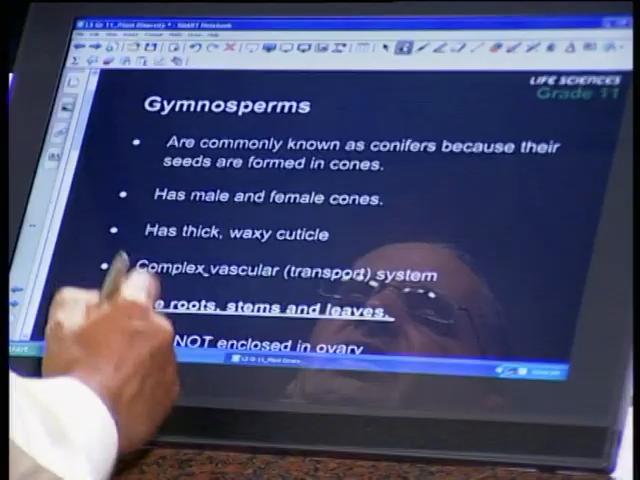 LIFE SCIENCES
Grade 11
Gymnosperms
Are commonly known as conifers because their
seeds are formed in cones.
Has male and female cones.
Has thick, waxy cuticle
Complex vascular (transport) system
roots, stems and leaves.
NOT enclosed in ovary